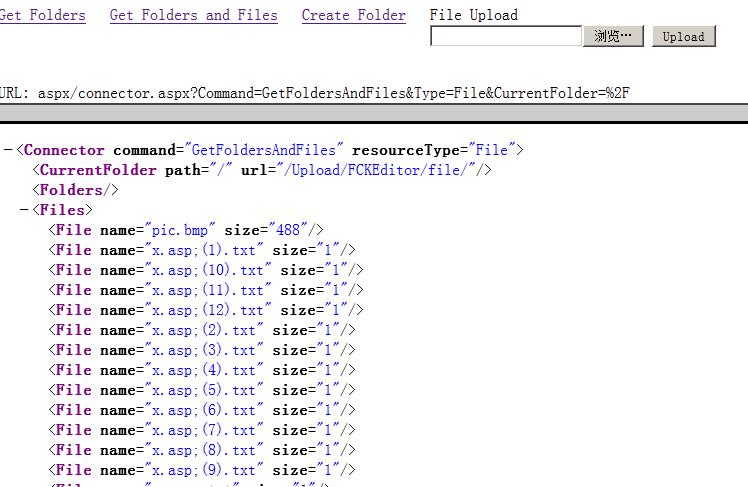 Get Folders Get Folders and Files Create Folder File Upload
浏览… Upload
URL: aspx/connector.aspx?Command=GetFoldersAndFiles&Type=File&CurrentFolder=%2F
−<Connector command="GetFoldersAndFiles" resourceType="File">
<CurrentFolder path="/" url="/Upload/FCKEditor/file/"/>
<Folders/>
−<Files>
<File name="pic.bmp" size="488"/>
<File name="x.asp;(1).txt" size="1"/>
<File name="x.asp;(10).txt" size="1"/>
<File name="x.asp;(11).txt" size="1"/>
<File name="x.asp;(12).txt" size="1"/>
<File name="x.asp;(2).txt" size="1"/>
<File name="x.asp;(3).txt" size="1"/>
<File name="x.asp;(4).txt" size="1"/>
<File name="x.asp;(5).txt" size="1"/>
<File name="x.asp;(6).txt" size="1"/>
<File name="x.asp;(7).txt" size="1"/>
<File name="x.asp;(8).txt" size="1"/>
<File name="x.asp;(9).txt" size="1"/>